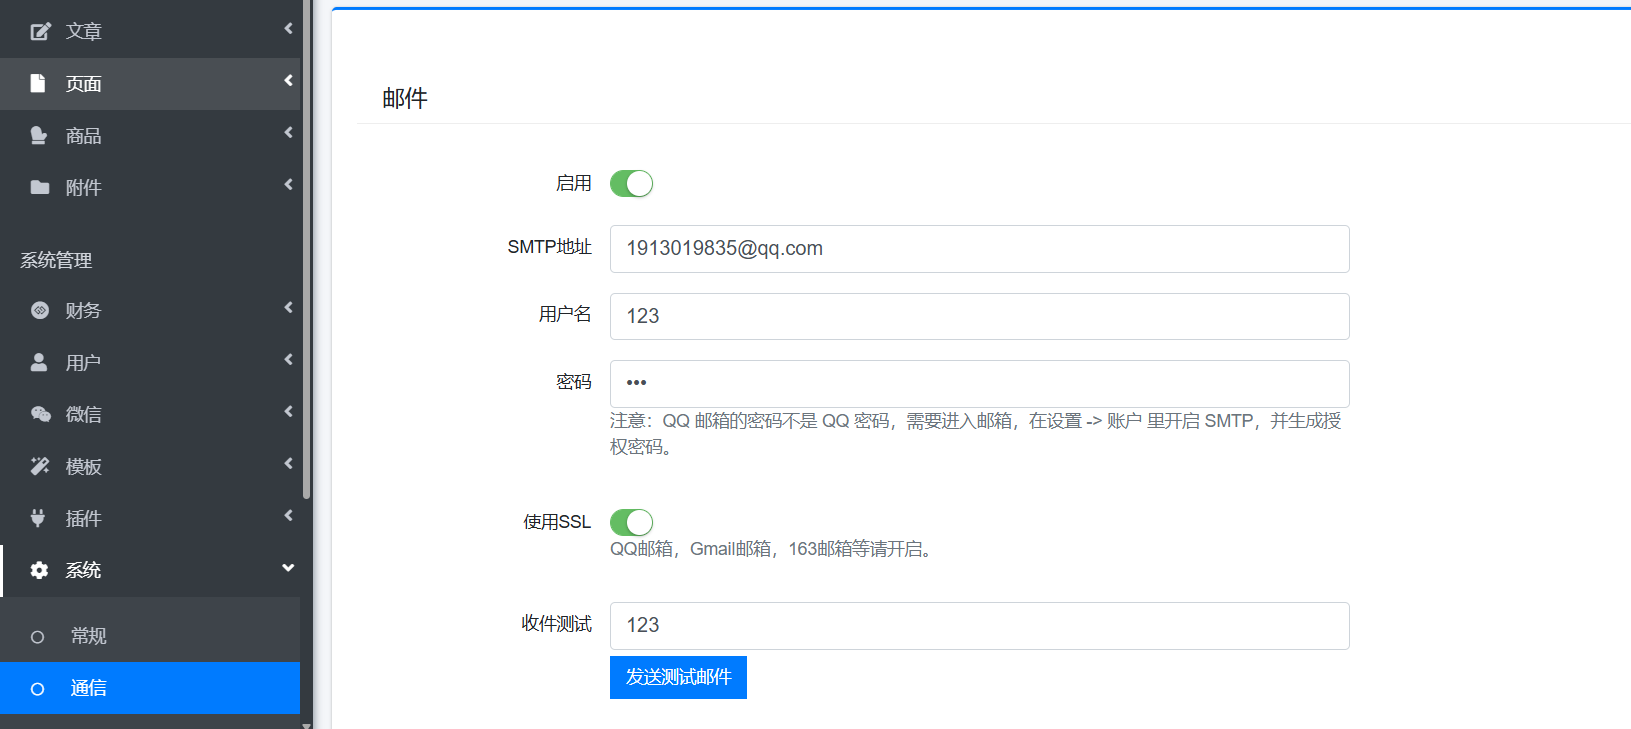 文章
页面
商品
附件
系统管理
财务
用户
微信
模板
插件
系统
常规
通信
邮件
启用
SMTP地址
1913019835@qq.com
用户名
123
密码
•••
注意：QQ 邮箱的密码不是 QQ 密码，需要进入邮箱，在设置 -> 账户 里开启 SMTP，并生成授
权密码。
使用SSL
QQ邮箱，Gmail邮箱，163邮箱等请开启。
收件测试
123
发送测试邮件